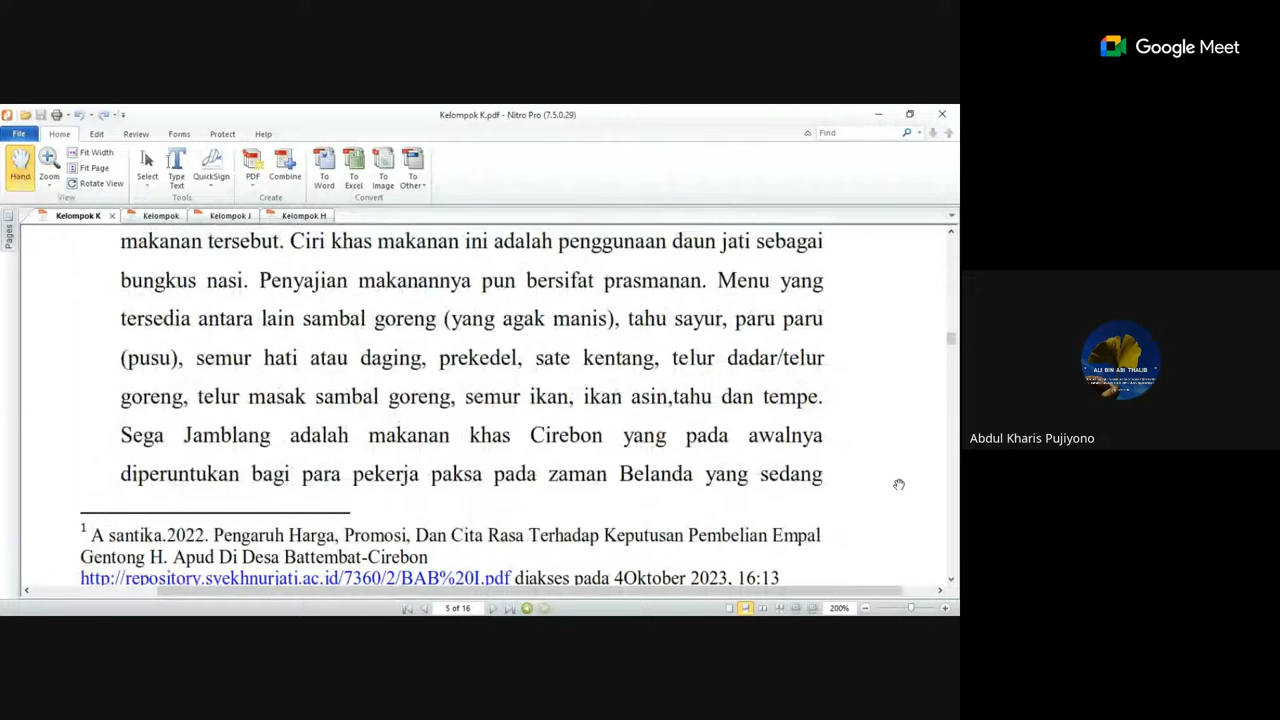 Google Meet
Kelompok K.pdf - Nitro Pro (7.5.0.29)
File Home Edit Review Forms Protect Help
Find
Hand Zoom Fit Width Fit Page Rotate View
Select Type Text QuickSign PDF Combine To Word To Excel To Image To Other
View Tools Create Convert
Kelompok K Kelompok Kelompok J Kelompok H
Pages
makanan tersebut. Ciri khas makanan ini adalah penggunaan daun jati sebagai
bungkus nasi. Penyajian makanannya pun bersifat prasmanan. Menu yang
tersedia antara lain sambal goreng (yang agak manis), tahu sayur, paru paru
(pusu), semur hati atau daging, prekedel, sate kentang, telur dadar/telur
goreng, telur masak sambal goreng, semur ikan, ikan asin,tahu dan tempe.
Sega Jamblang adalah makanan khas Cirebon yang pada awalnya
diperuntukan bagi para pekerja paksa pada zaman Belanda yang sedang
1 A santika.2022. Pengaruh Harga, Promosi, Dan Cita Rasa Terhadap Keputusan Pembelian Empal
Gentong H. Apud Di Desa Battembat-Cirebon
http://repository.syekhnurjati.ac.id/7360/2/BAB%20I.pdf diakses pada 4Oktober 2023, 16:13
5 of 16
200%
ALI BIN ABI THALIB
Abdul Kharis Pujiyono